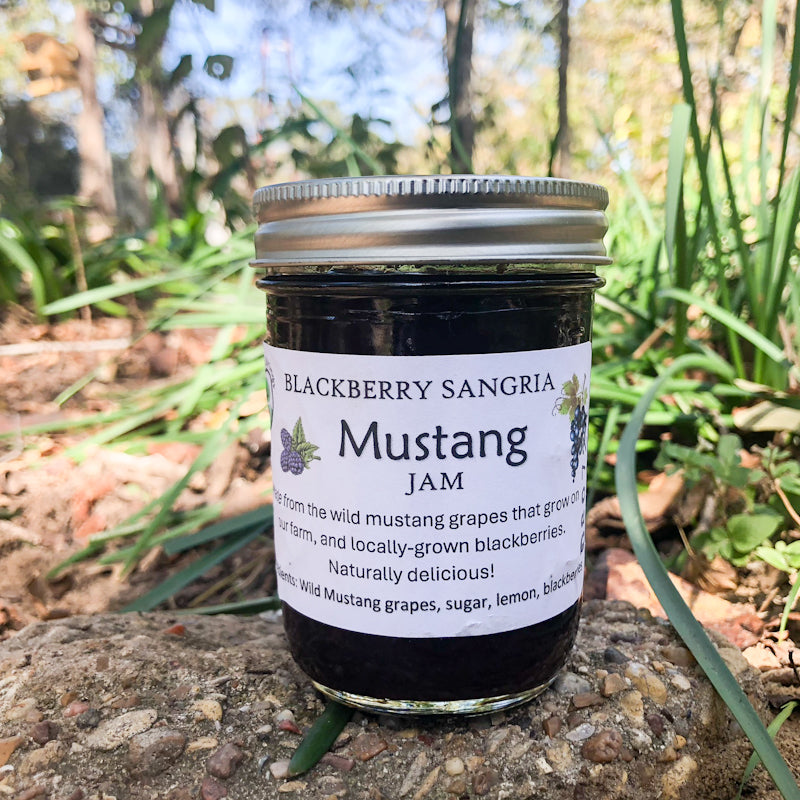 BLACKBERRY SANGRIA
Mustang
JAM
from the wild mustang grapes that grow on
our farm, and locally-grown blackberries.
Naturally delicious!
Wild Mustang grapes, sugar, lemon, blackberries